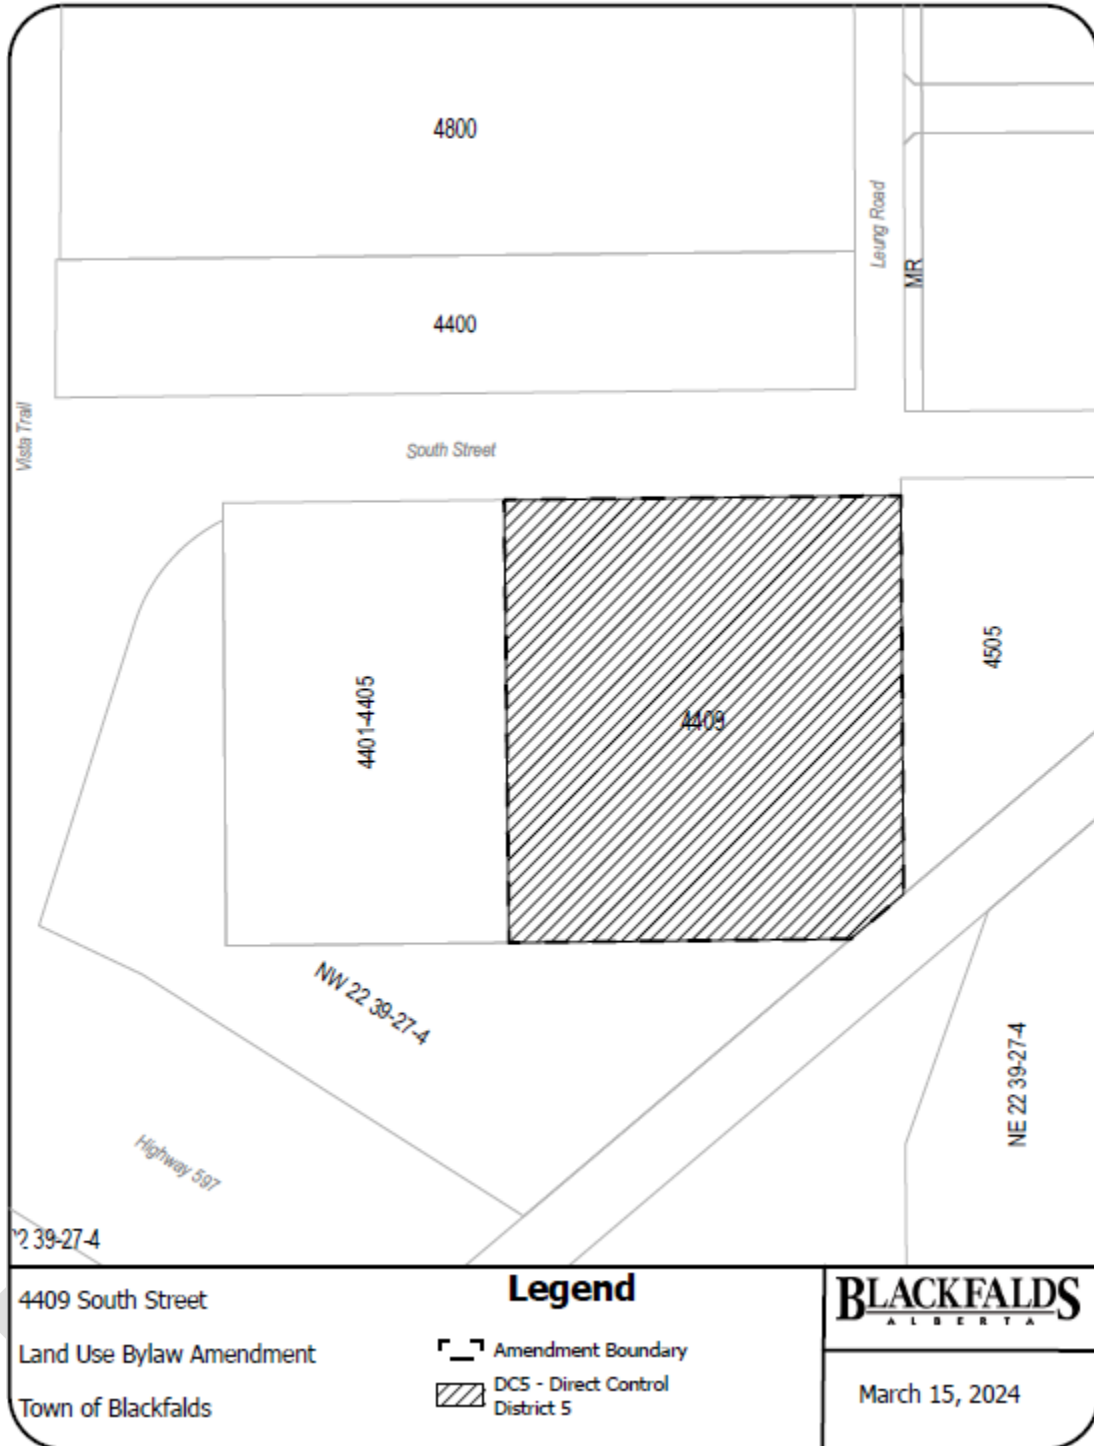 4800
Leung Road
MR
4400
Vista Trail
South Street
4505
4401-4405
4409
NW 22 39-27-4
NE 22 39-27-4
Highway 597
22 39-27-4
4409 South Street
Land Use Bylaw Amendment
Town of Blackfalds
Legend
Amendment Boundary
DC5 - Direct Control
District 5
BLACKFALDS
ALBERTA
March 15, 2024